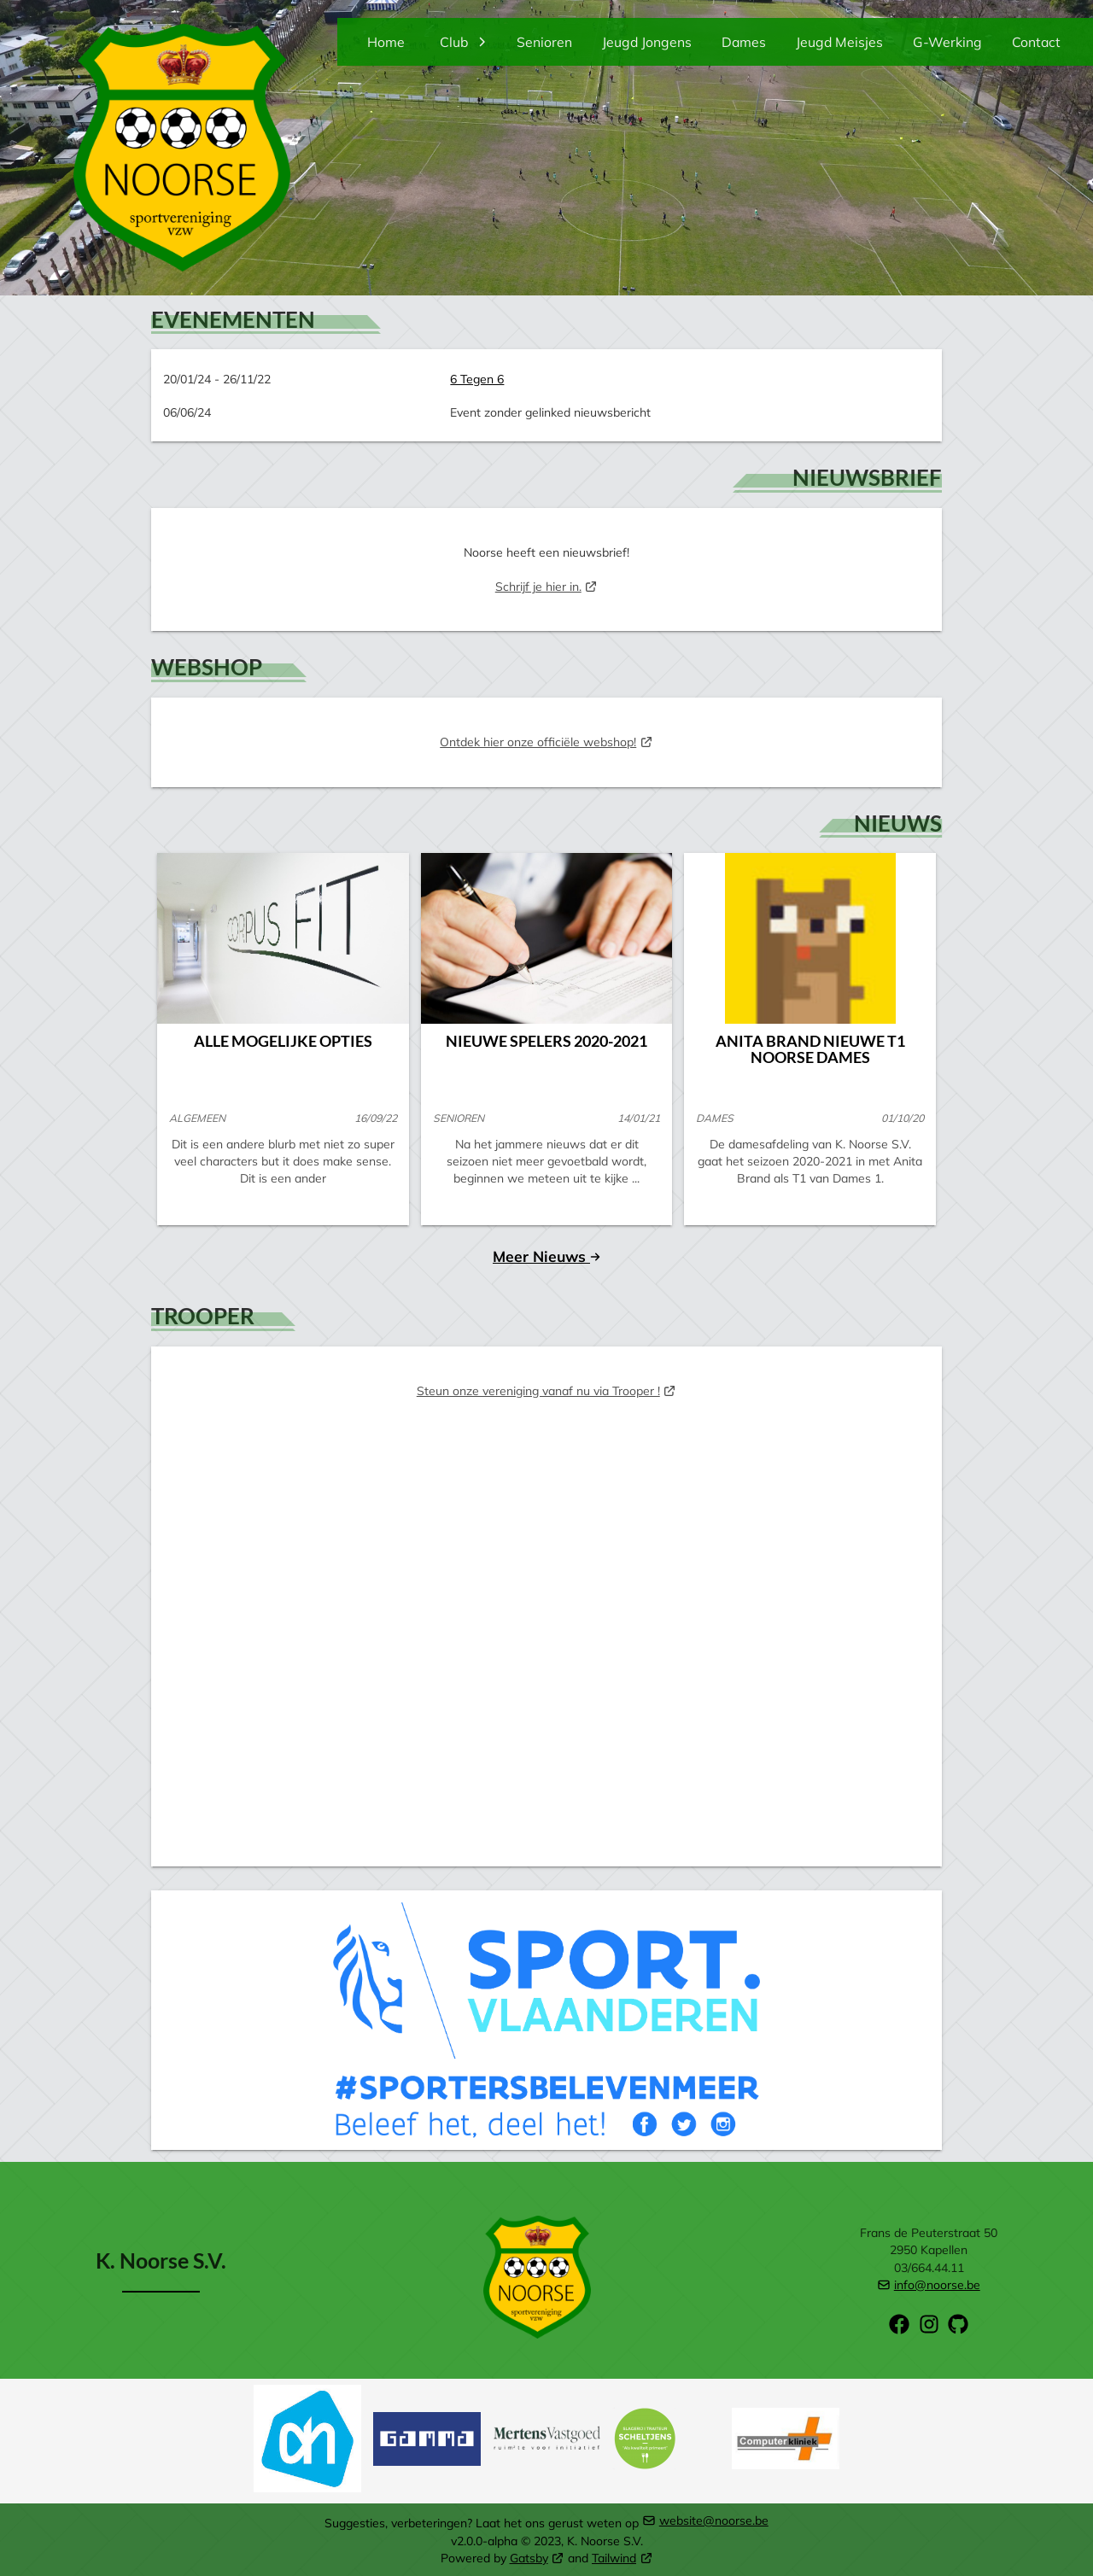 Home Club Senioren Jeugd Jongens Dames Jeugd Meisjes G-Werking Contact
NOORSE
sportvereniging
vzw
EVENEMENTEN
20/01/24 - 26/11/22 6 Tegen 6
06/06/24 Event zonder gelinked nieuwsbericht
NIEUWSBRIEF
Noorse heeft een nieuwsbrief!
Schrijf je hier in.
WEBSHOP
Ontdek hier onze officiële webshop!
NIEUWS
CORPUS FIT
ALLE MOGELIJKE OPTIES
ALGEMEEN 16/09/22
Dit is een andere blurb met niet zo super
veel characters but it does make sense.
Dit is een ander
NIEUWE SPELERS 2020-2021
SENIOREN 14/01/21
Na het jammere nieuws dat er dit
seizoen niet meer gevoetbald wordt,
beginnen we meteen uit te kijke ...
ANITA BRAND NIEUWE T1
NOORSE DAMES
DAMES 01/10/20
De damesafdeling van K. Noorse S.V.
gaat het seizoen 2020-2021 in met Anita
Brand als T1 van Dames 1.
Meer Nieuws
TROOPER
Steun onze vereniging vanaf nu via Trooper !
SPORT.
VLAANDEREN
#SPORTERSBELEVENMEER
Beleef het, deel het!
K. Noorse S.V.
NOORSE
sportvereniging
vzw
Frans de Peuterstraat 50
2950 Kapellen
03/664.44.11
info@noorse.be
ah
GAMMA
Mertens Vastgoed
ruimte voor initiatief
SCHELTJENS
Computer kliniek
Suggesties, verbeteringen? Laat het ons gerust weten op website@noorse.be
v2.0.0-alpha © 2023, K. Noorse S.V.
Powered by Gatsby and Tailwind